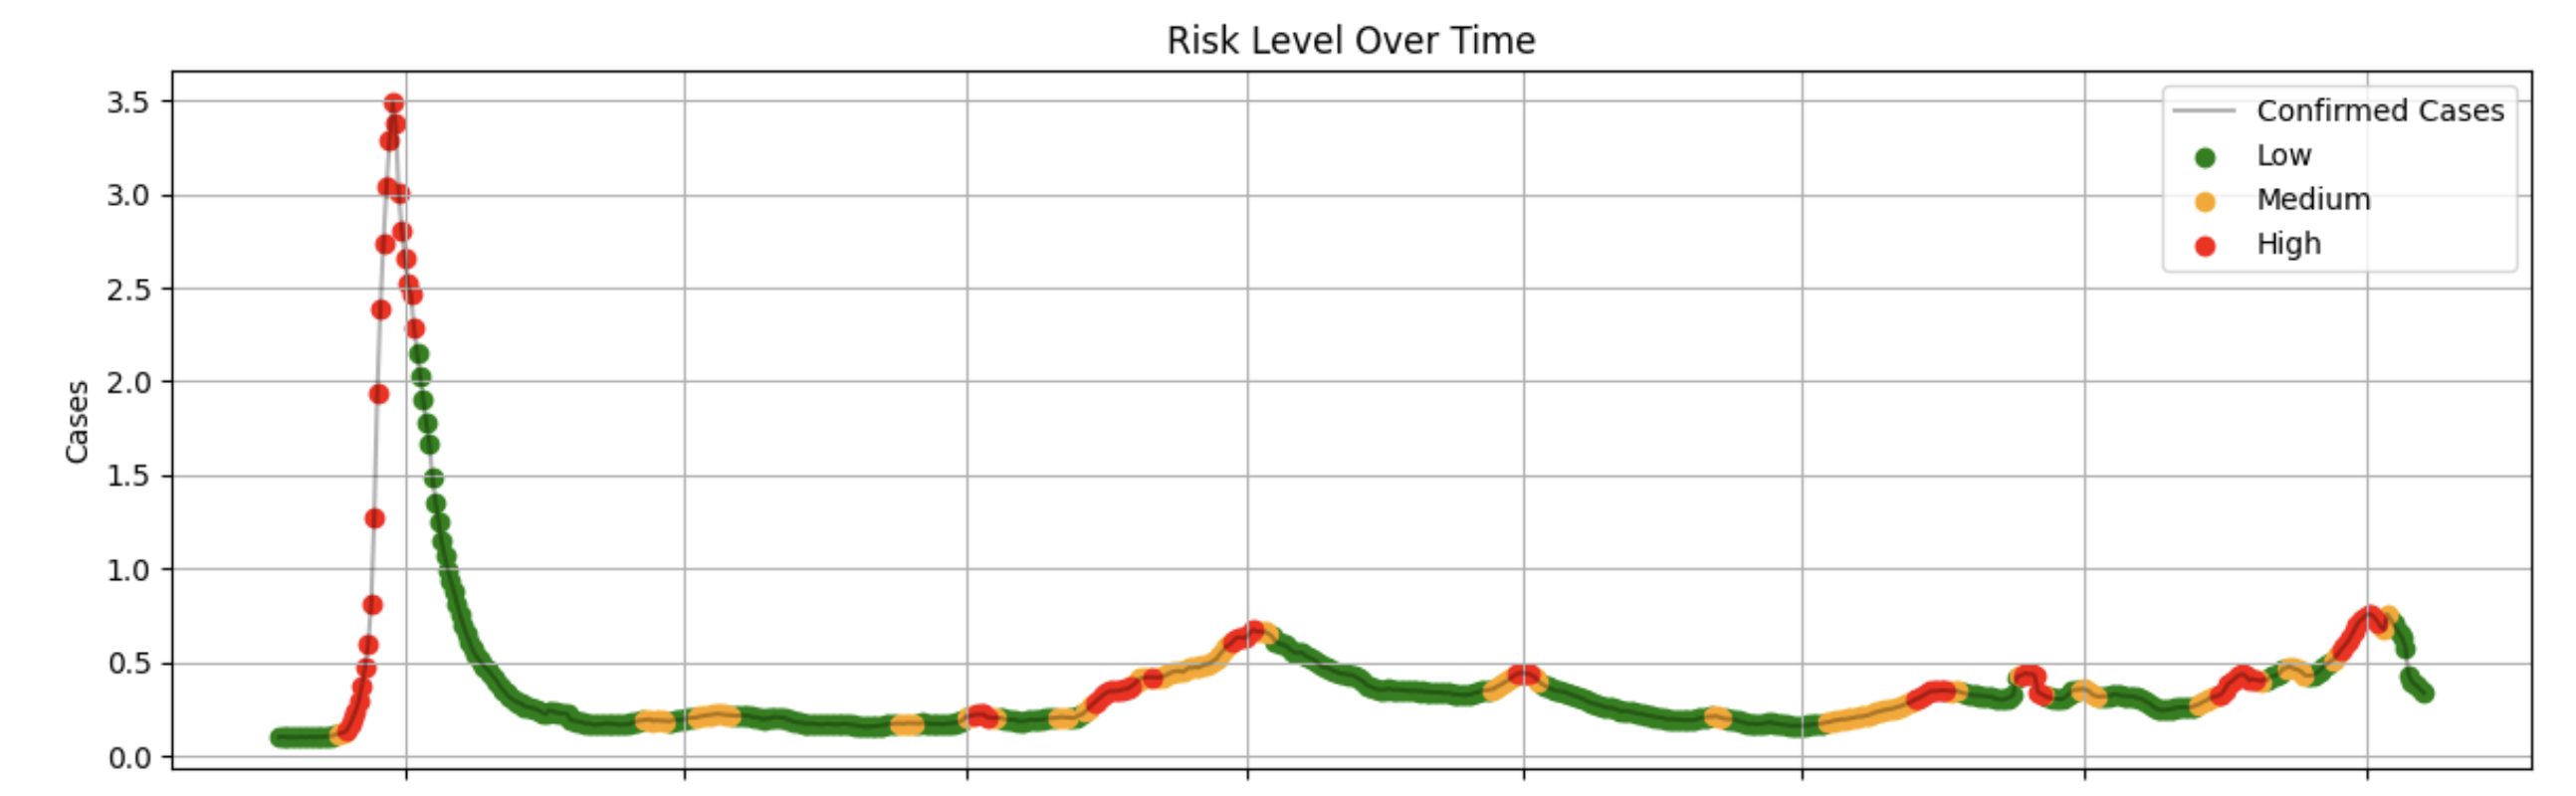 Risk Level Over Time
Cases
3.5
3.0
2.5
2.0
1.5
1.0
0.5
0.0
Confirmed Cases
Low
Medium
High